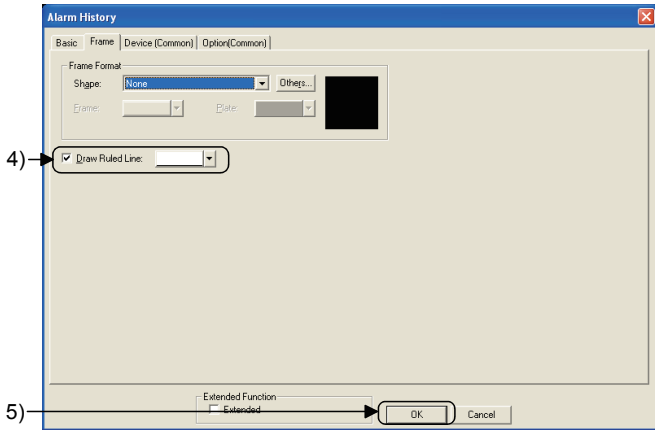 Alarm History
Basic Frame Device (Common) Option(Common)
Frame Format
Shape: None Others...
Frame: Plate:
4) Draw Ruled Line:
Extended Function
Extended
5) OK Cancel